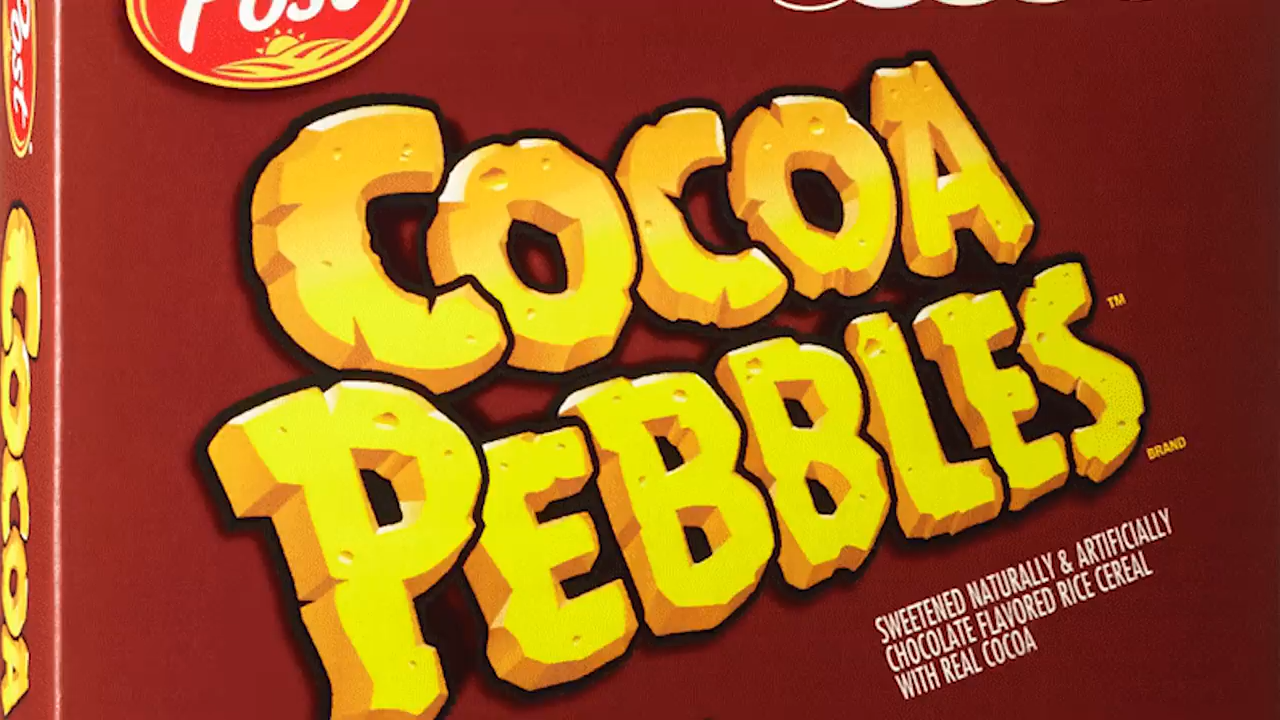 Post
Post
COCOA
PEBBLES
TM
BRAND
SWEETENED NATURALLY & ARTIFICIALLY
CHOCOLATE FLAVORED RICE CEREAL
WITH REAL COCOA
COCOA